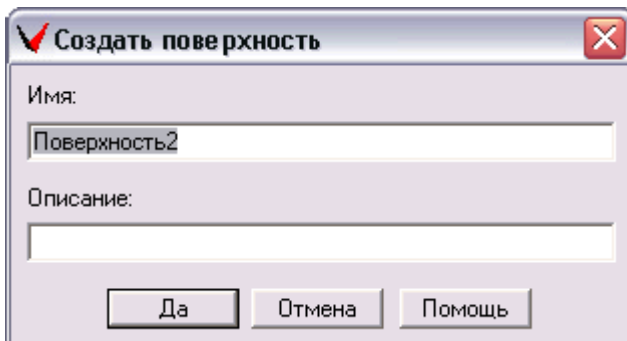 Создать поверхность
Имя:
Поверхность2
Описание:
Да Отмена Помощь